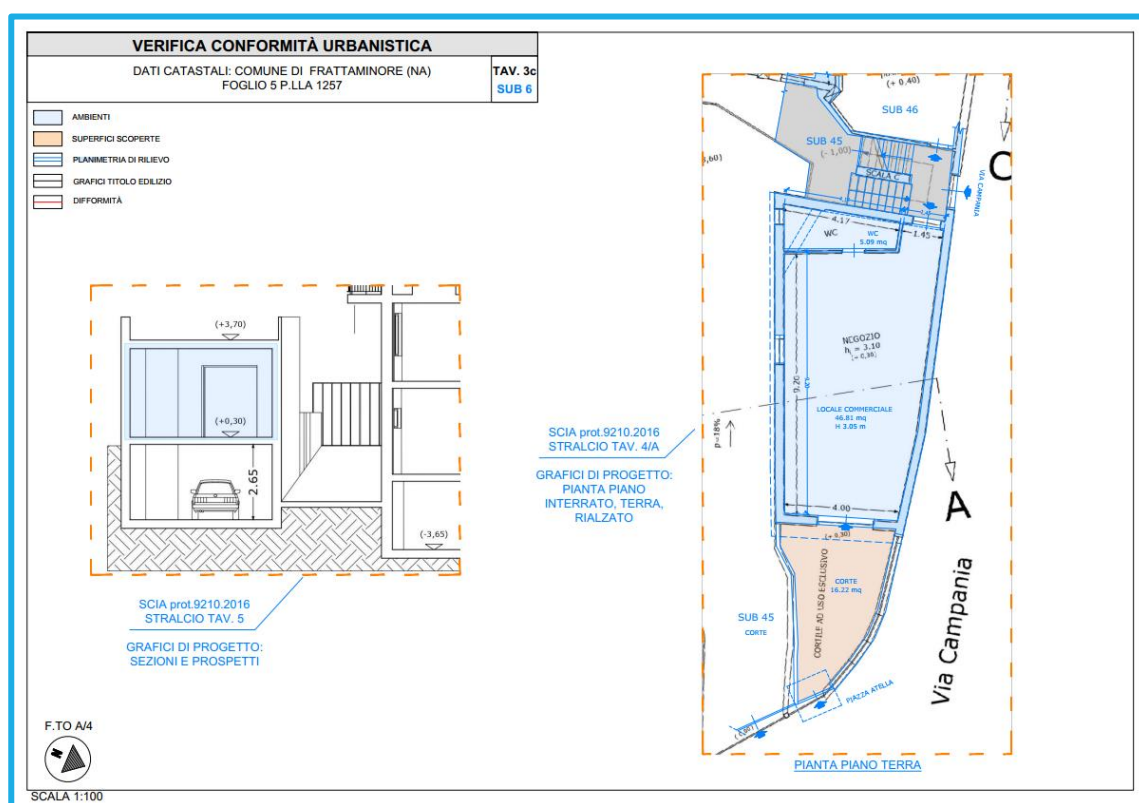 VERIFICA CONFORMITÀ URBANISTICA
DATI CATASTALI: COMUNE DI FRATTAMINORE (NA)
FOGLIO 5 P.LLA 1257
TAV. 3c
SUB 6
AMBIENTI
SUPERFICI SCOPERTE
PLANIMETRIA DI RILIEVO
GRAFICI TITOLO EDILIZIO
DIFFORMITÀ
(+3,70)
(+0,30)
2.65
(-3,65)
SCIA prot.9210.2016
STRALCIO TAV. 5
GRAFICI DI PROGETTO:
SEZIONI E PROSPETTI
(+ 0.40)
SUB 46
SUB 45
(- 1,00)
SCALA C
C
VIA CAMPANIA
4.17
1.45
WC
WC
5.09 mq
NEGOZIO
h = 3.10
9.20
9.20
LOCALE COMMERCIALE
46.81 mq
H 3.05 m
p=18%
SCIA prot.9210.2016
STRALCIO TAV. 4/A
GRAFICI DI PROGETTO:
PIANTA PIANO
INTERRATO, TERRA,
RIALZATO
4.00
A
(+ 0,30)
CORTE
16.22 mq
CORTILE AD USO ESCLUSIVO
SUB 45
CORTE
Via Campania
PIAZZA ATELLA
PIANTA PIANO TERRA
F.TO A/4
N
SCALA 1:100